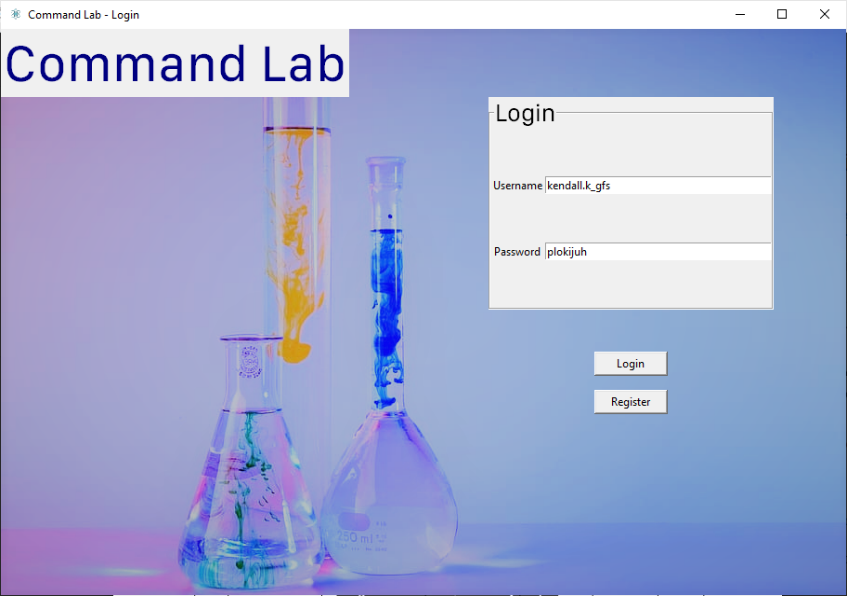 Command Lab - Login
Command Lab
Login
Username kendall.k_gfs
Password plokijuh
Login
Register
250 ml